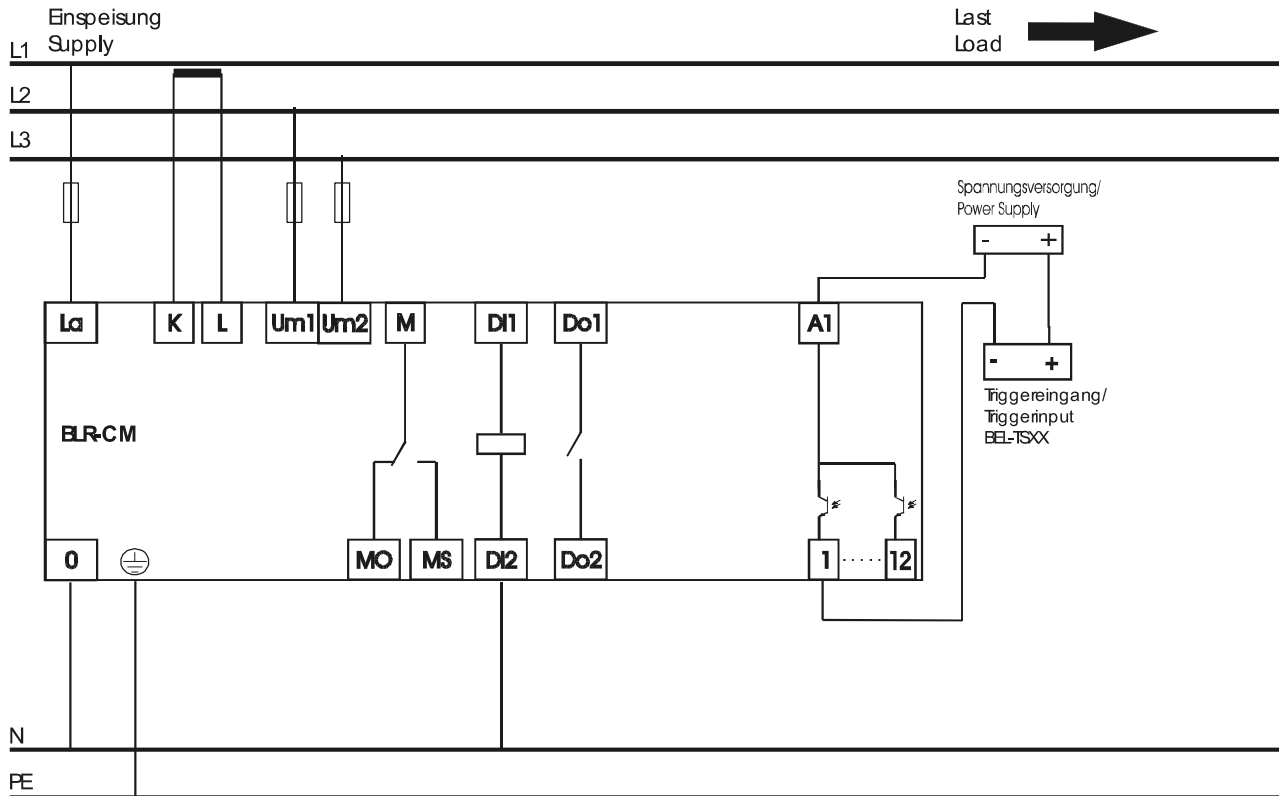 Einspeisung
Supply
Last
Load
L1
L2
L3
Spannungsversorgung/
Power Supply
- +
La K L Um1 Um2 M DI1 Do1 A1
- +
Triggereingang/
Triggerinput
BEL-TSXX
BLR-CM
0 MO MS DI2 Do2 1 ..... 12
N
PE